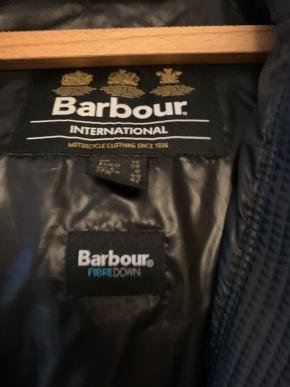 Barbour®
INTERNATIONAL
MOTORCYCLE CLOTHING SINCE 1936
Barbour®
FIBREDOWN